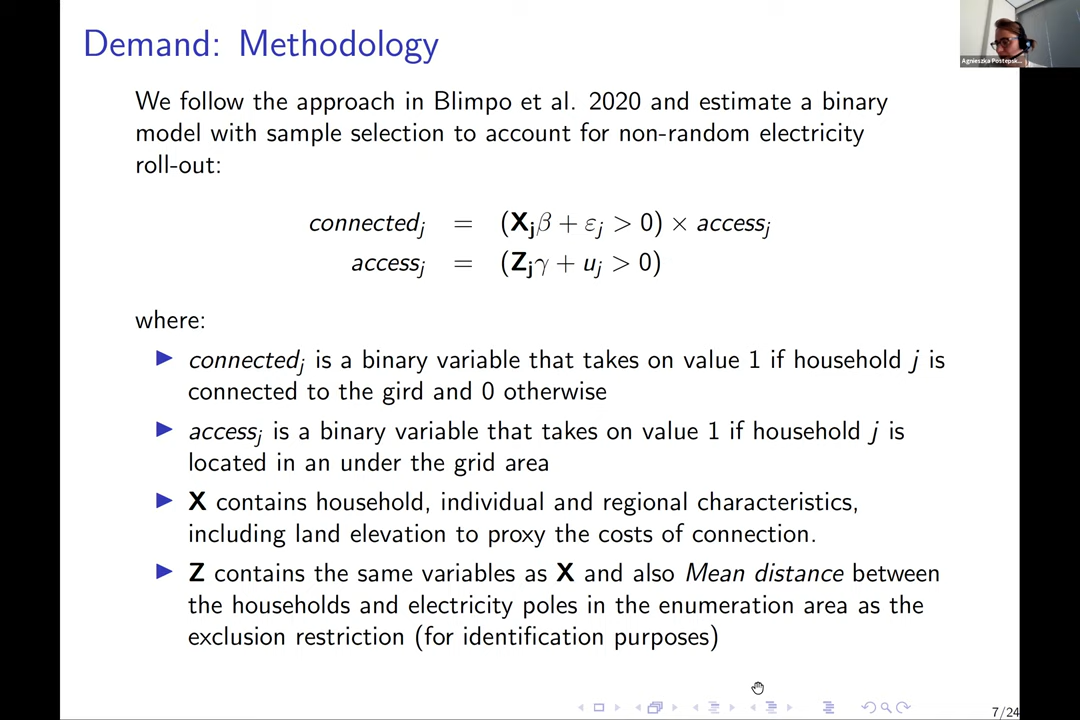 Demand: Methodology
Agnieszka Postepsk...
We follow the approach in Blimpo et al. 2020 and estimate a binary
model with sample selection to account for non-random electricity
roll-out:
connected_j = (X_jβ + ε_j > 0) × access_j
access_j = (Z_jγ + u_j > 0)
where:
▶ connected_j is a binary variable that takes on value 1 if household j is
connected to the gird and 0 otherwise
▶ access_j is a binary variable that takes on value 1 if household j is
located in an under the grid area
▶ X contains household, individual and regional characteristics,
including land elevation to proxy the costs of connection.
▶ Z contains the same variables as X and also Mean distance between
the households and electricity poles in the enumeration area as the
exclusion restriction (for identification purposes)
7/24